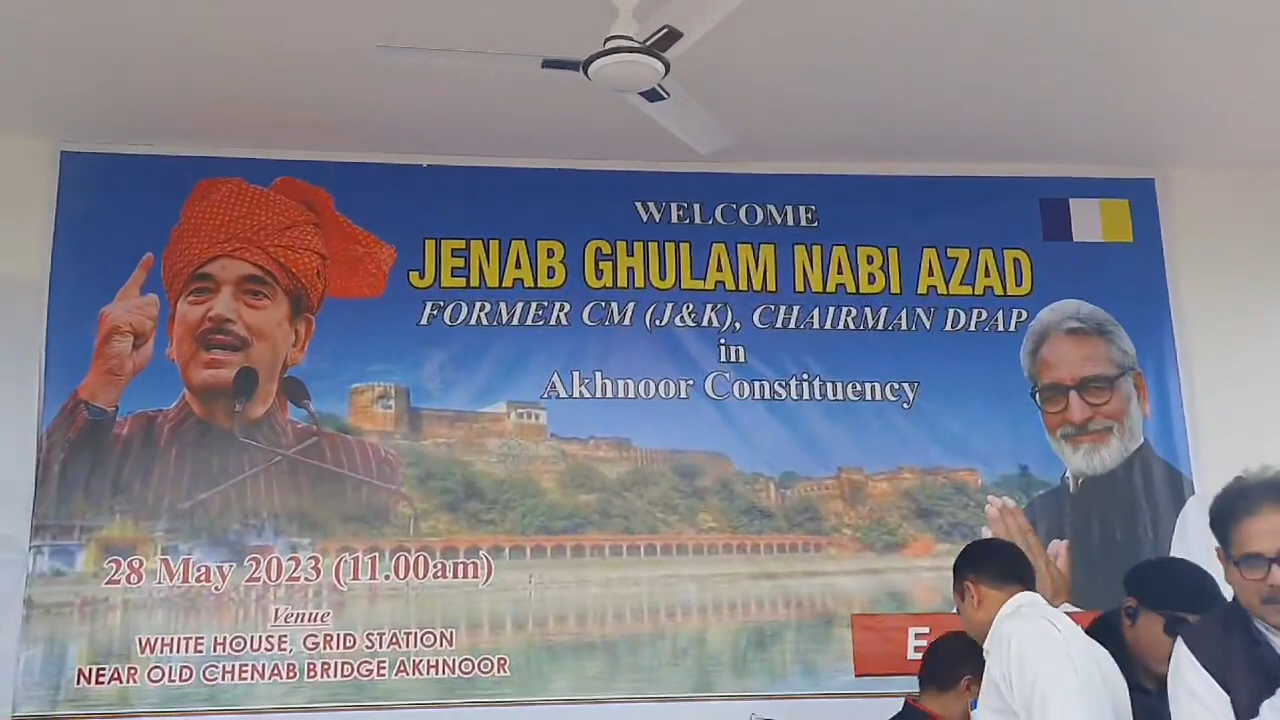 WELCOME
JENAB GHULAM NABI AZAD
FORMER CM (J&K), CHAIRMAN DPAP
in
Akhnoor Constituency
28 May 2023 (11.00am)
Venue
WHITE HOUSE, GRID STATION
NEAR OLD CHENAB BRIDGE AKHNOOR